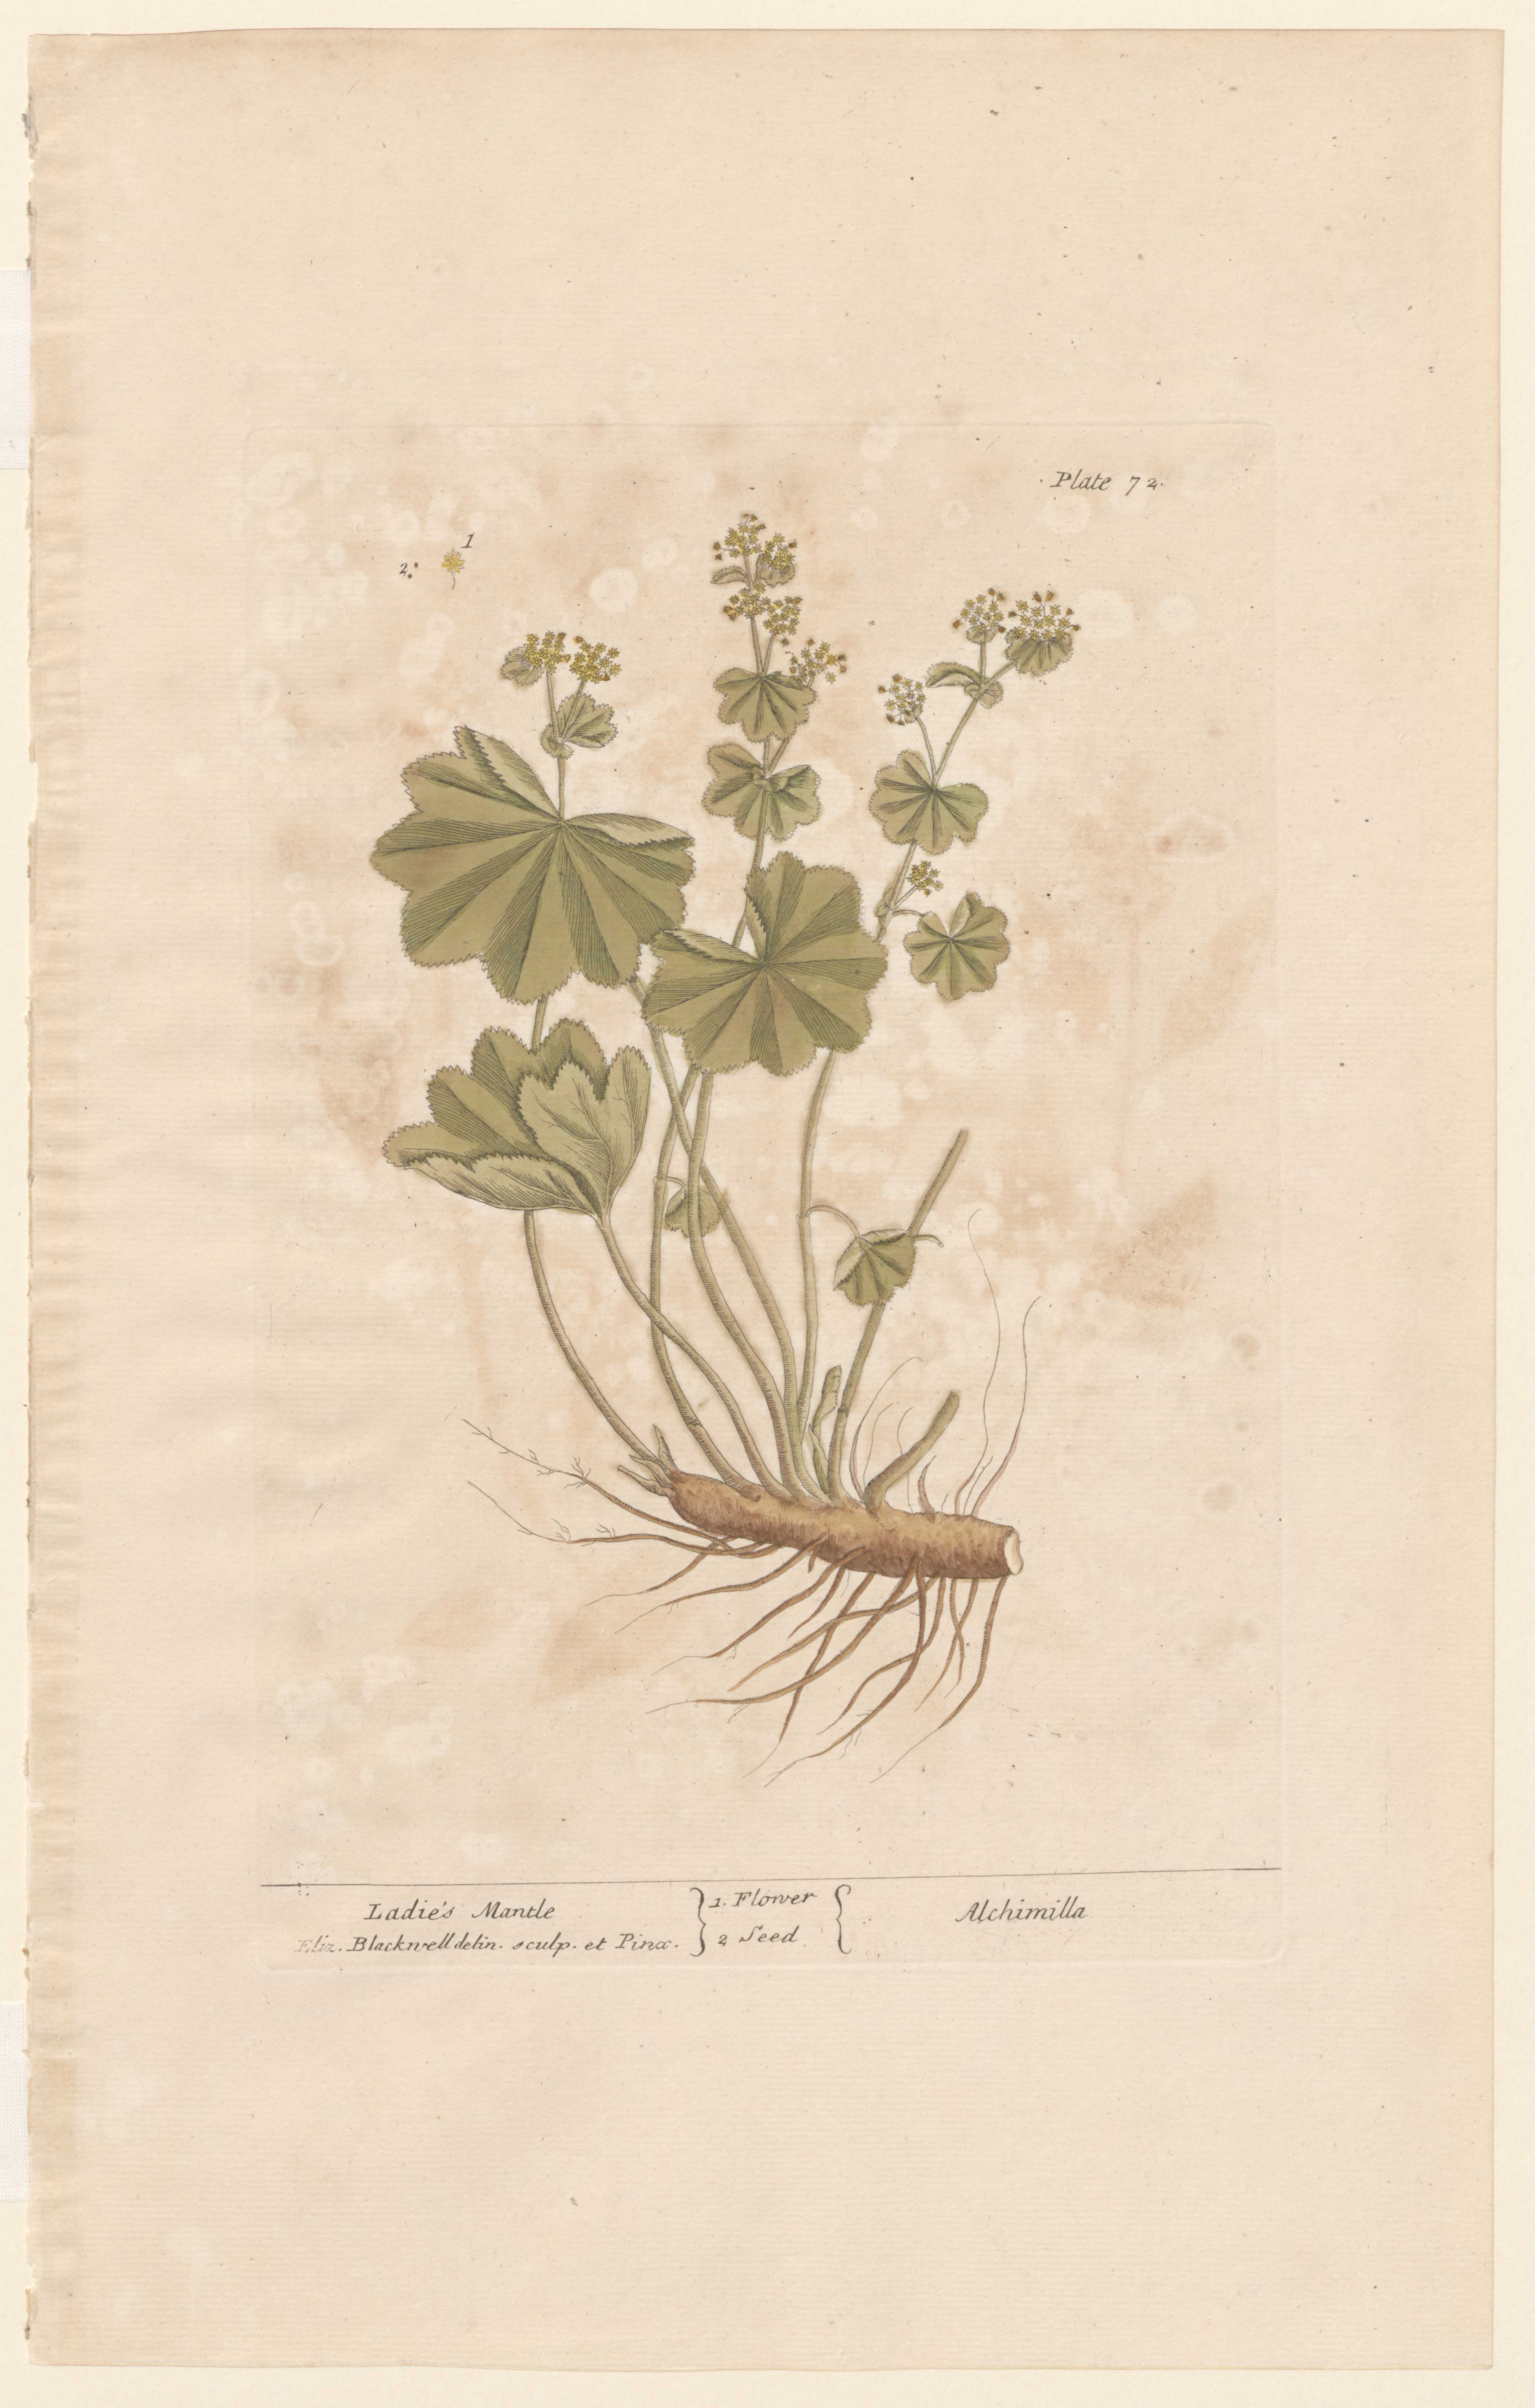 Plate 72.
1
2.
Ladie's Mantle
Eliz. Blackwell delin. sculp. et Pinx.
1. Flower
2 Seed
Alchimilla